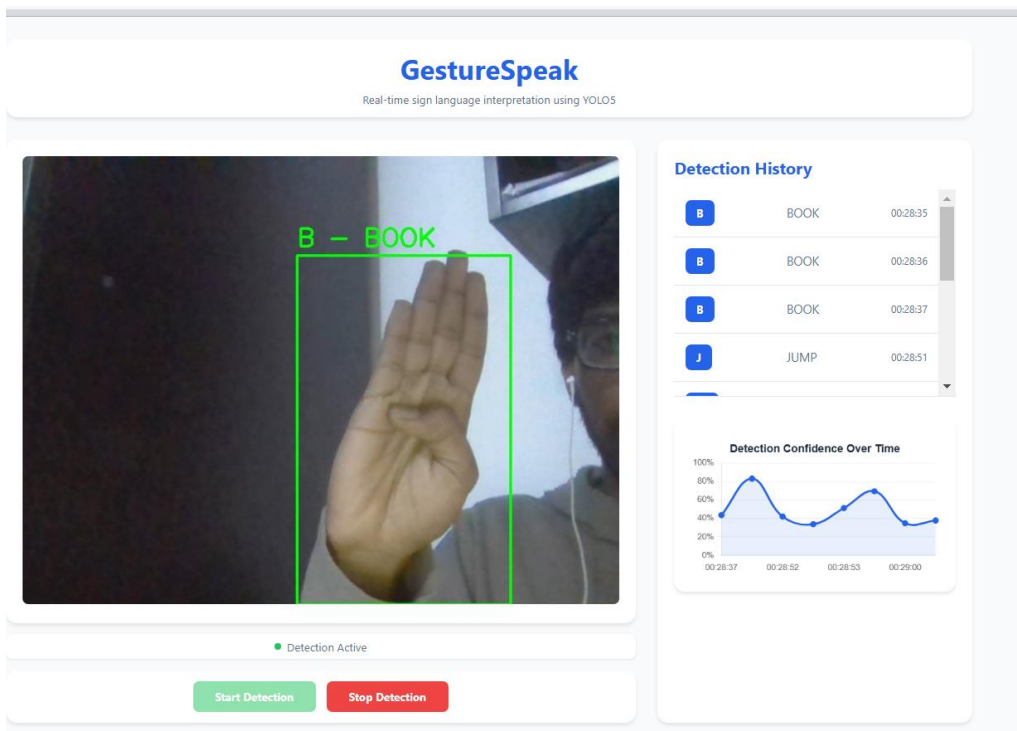 GestureSpeak
Real-time sign language interpretation using YOLO5
B - BOOK
Detection Active
Start Detection
Stop Detection
Detection History
B BOOK 00:28:35
B BOOK 00:28:36
B BOOK 00:28:37
J JUMP 00:28:51
Detection Confidence Over Time
100%
80%
60%
40%
20%
0%
00:28:37 00:28:52 00:28:53 00:29:00